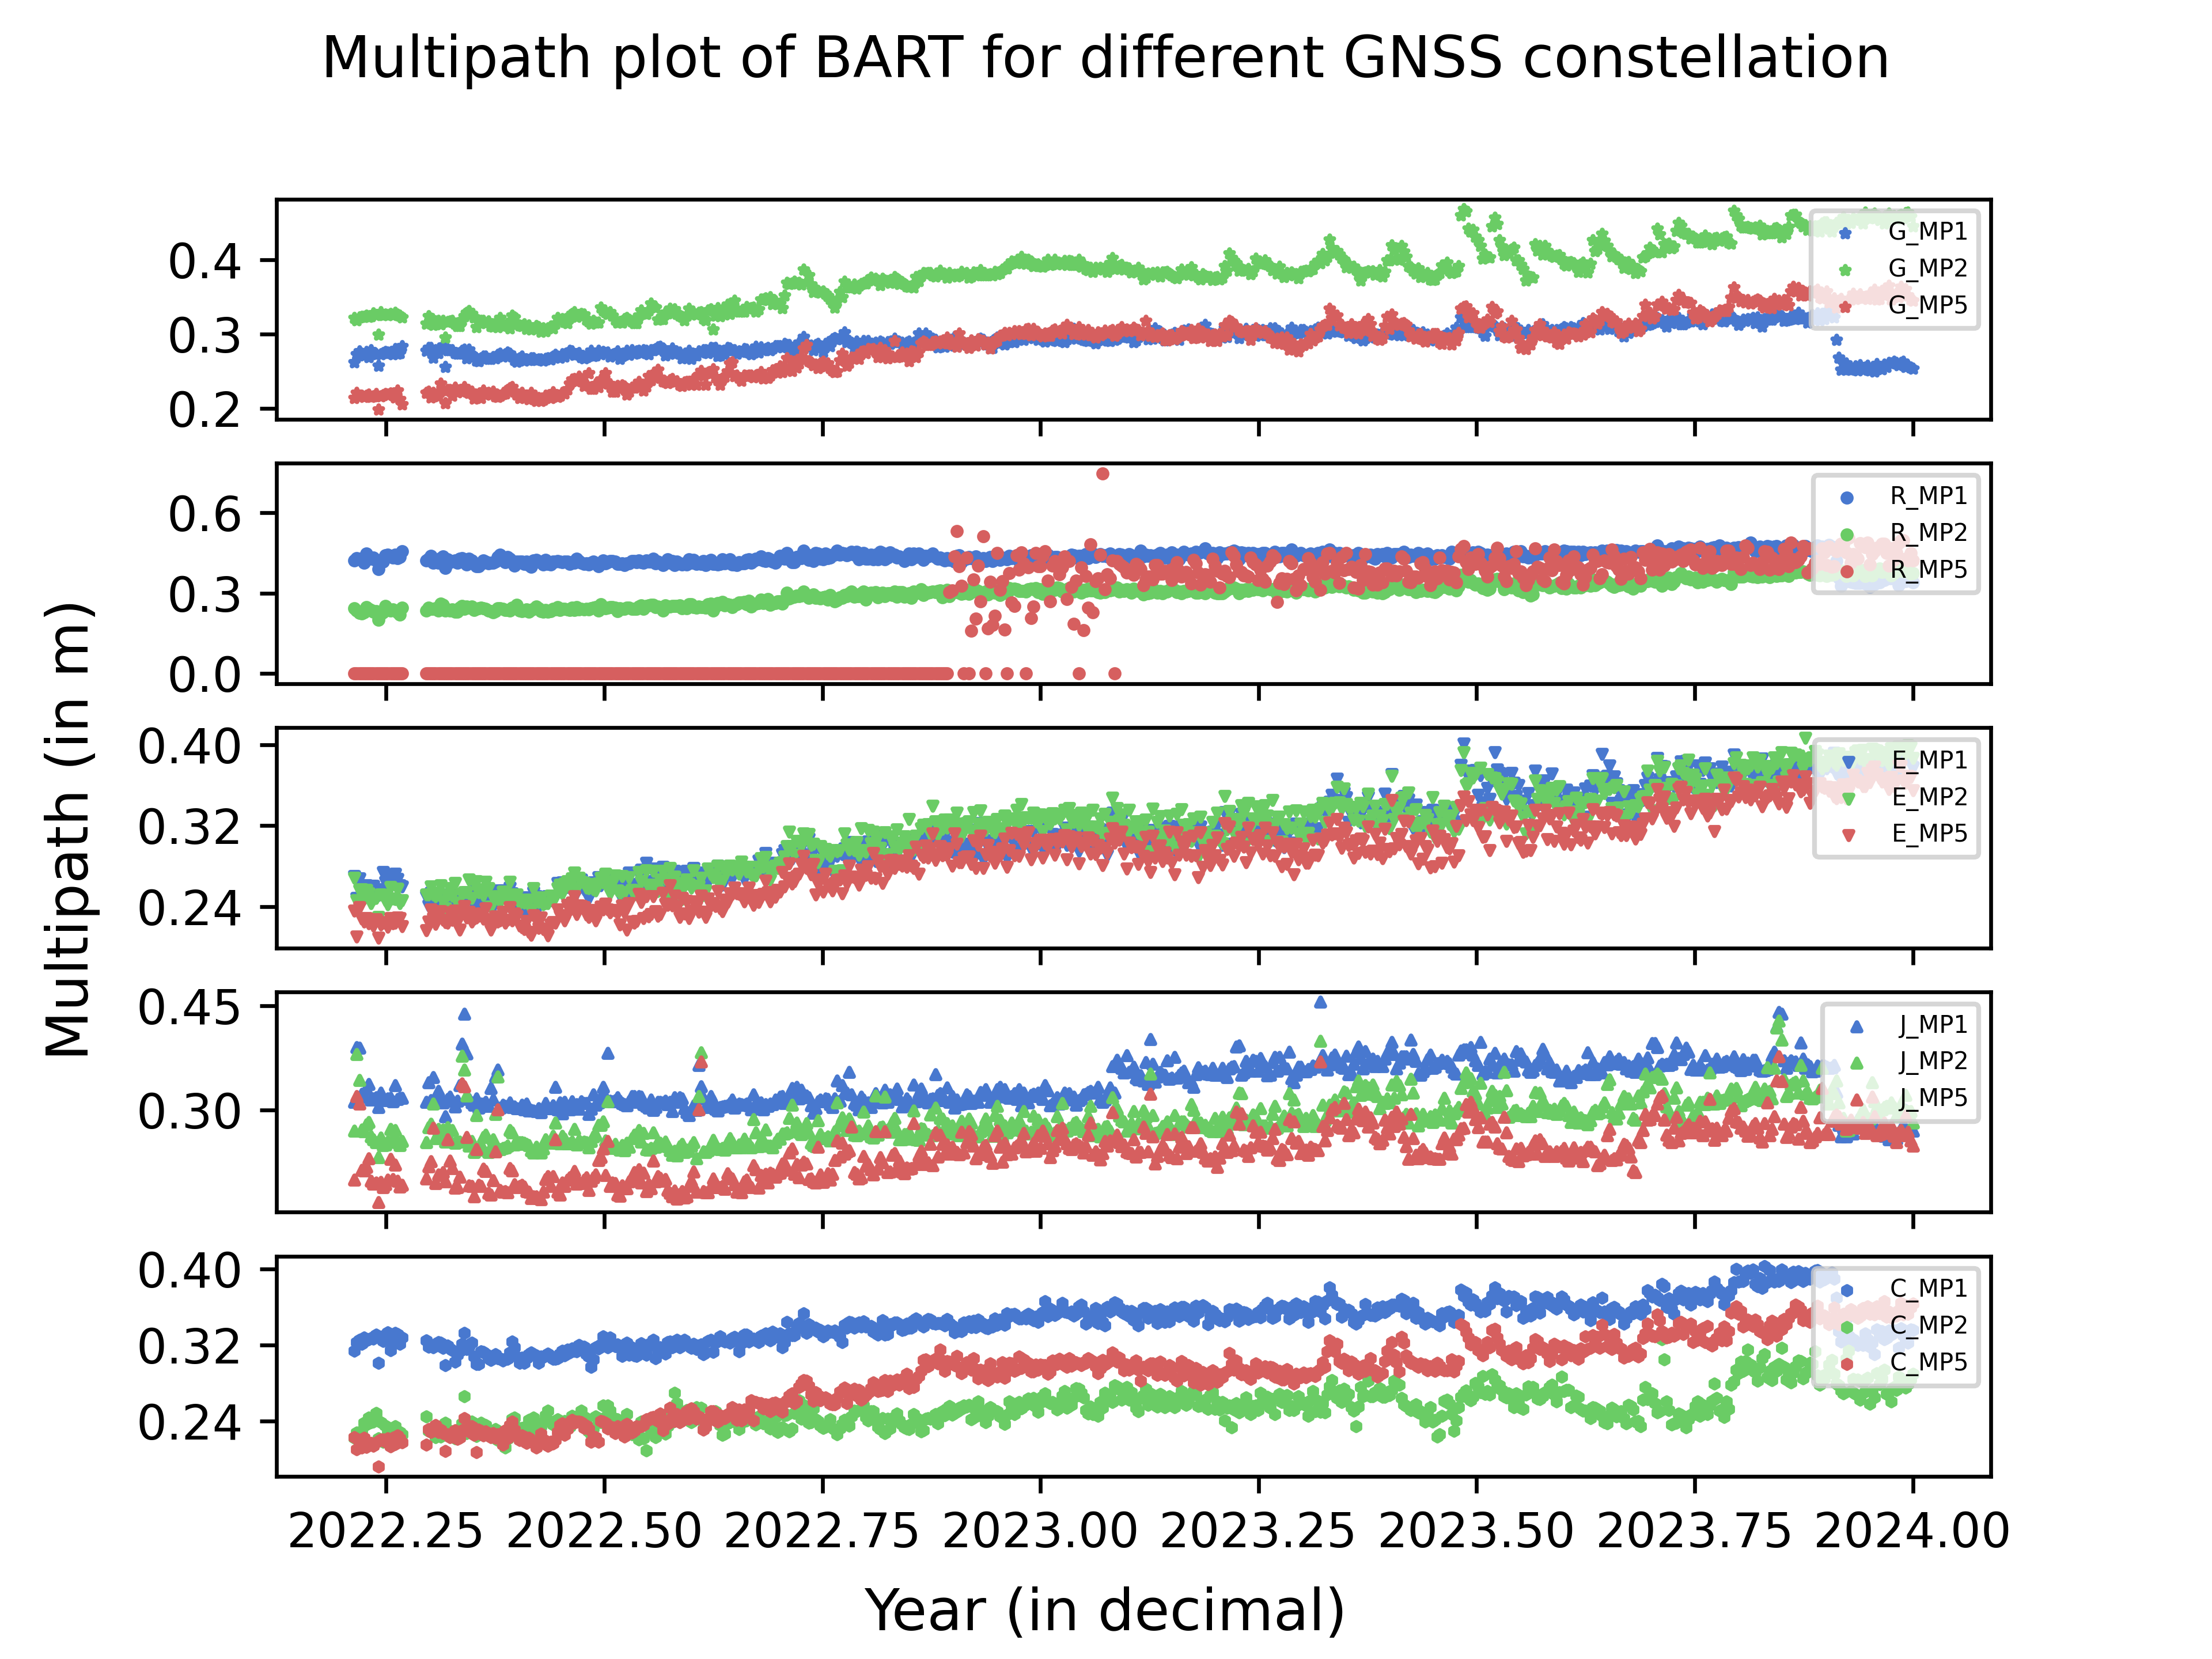 Multipath plot of BART for different GNSS constellation
0.4
0.3
0.2
G_MP1
G_MP2
G_MP5
0.6
0.3
0.0
R_MP1
R_MP2
R_MP5
0.40
0.32
0.24
E_MP1
E_MP2
E_MP5
0.45
0.30
J_MP1
J_MP2
J_MP5
0.40
0.32
0.24
C_MP1
C_MP2
C_MP5
Multipath (in m)
2022.25 2022.50 2022.75 2023.00 2023.25 2023.50 2023.75 2024.00
Year (in decimal)